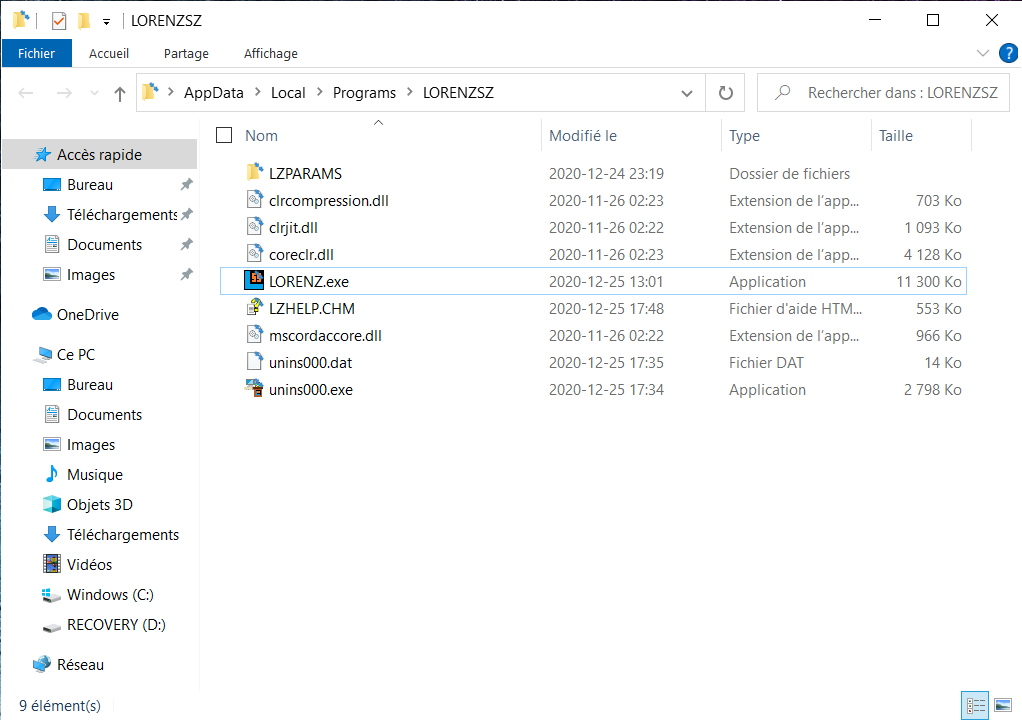 LORENZSZ
Fichier Accueil Partage Affichage ?
AppData Local Programs LORENZSZ Rechercher dans : LORENZSZ
Nom Modifié le Type Taille
Accès rapide
Bureau
Téléchargements
Documents
Images
OneDrive
Ce PC
Bureau
Documents
Images
Musique
Objets 3D
Téléchargements
Vidéos
Windows (C:)
RECOVERY (D:)
Réseau
LZPARAMS 2020-12-24 23:19 Dossier de fichiers
clrcompression.dll 2020-11-26 02:23 Extension de l'app... 703 Ko
clrjit.dll 2020-11-26 02:22 Extension de l'app... 1 093 Ko
coreclr.dll 2020-11-26 02:23 Extension de l'app... 4 128 Ko
LORENZ.exe 2020-12-25 13:01 Application 11 300 Ko
LZHELP.CHM 2020-12-25 17:48 Fichier d'aide HTM... 553 Ko
mscordaccore.dll 2020-11-26 02:22 Extension de l'app... 966 Ko
unins000.dat 2020-12-25 17:35 Fichier DAT 14 Ko
unins000.exe 2020-12-25 17:34 Application 2 798 Ko
9 élément(s)